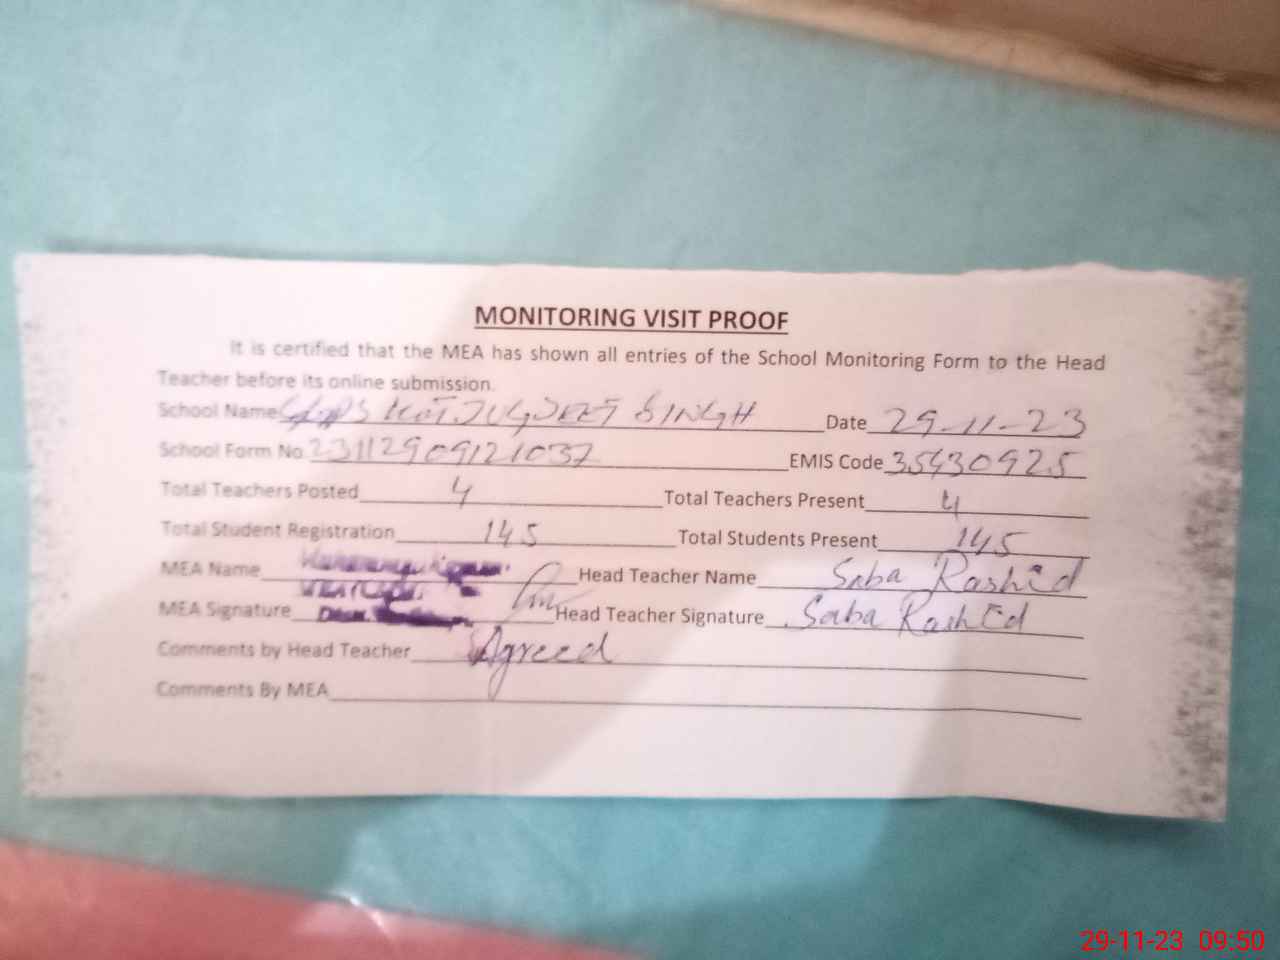 MONITORING VISIT PROOF
It is certified that the MEA has shown all entries of the School Monitoring Form to the Head
Teacher before its online submission.
School Name KOT JUGJEET SINGH Date 29-11-23
School Form No 23112909121037 EMIS Code 35430925
Total Teachers Posted 4 Total Teachers Present 4
Total Student Registration 145 Total Students Present 145
MEA Name Head Teacher Name Saba Rashid
MEA Signature Head Teacher Signature Saba Rashid
Comments by Head Teacher Agreed
Comments By MEA
29-11-23 09:50